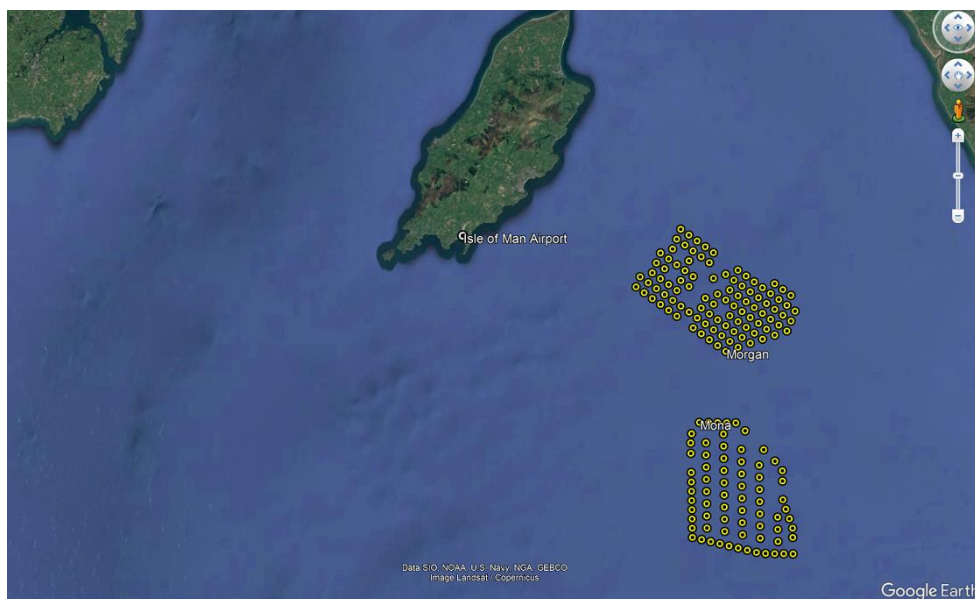 Isle of Man Airport
Morgan
Mona
Data SIO, NOAA, U.S. Navy, NGA, GEBCO
Image Landsat / Copernicus
Google Earth